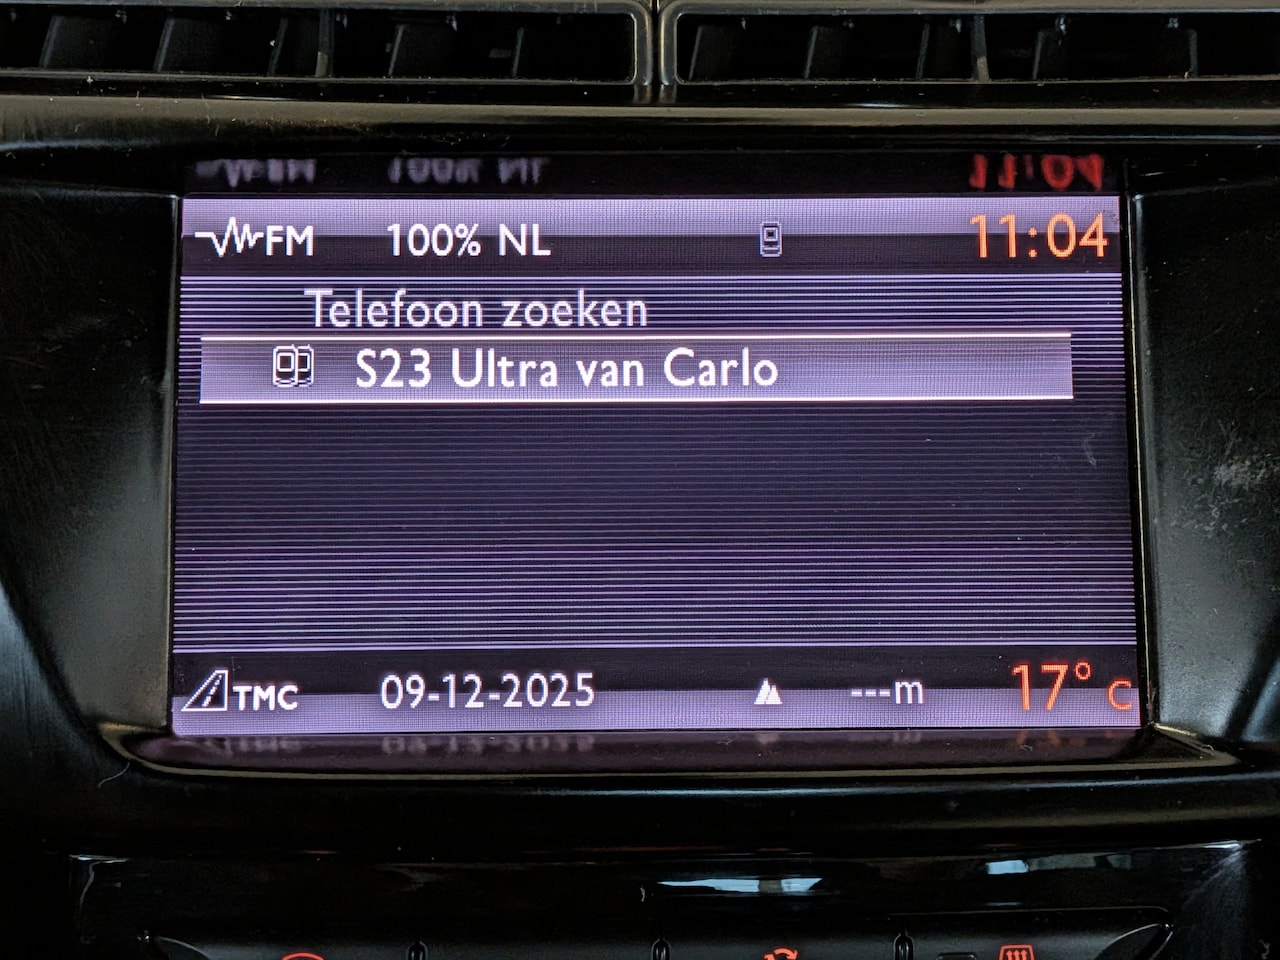 FM 100% NL 11:04
Telefoon zoeken
S23 Ultra van Carlo
TMC 09-12-2025 ---m 17° C